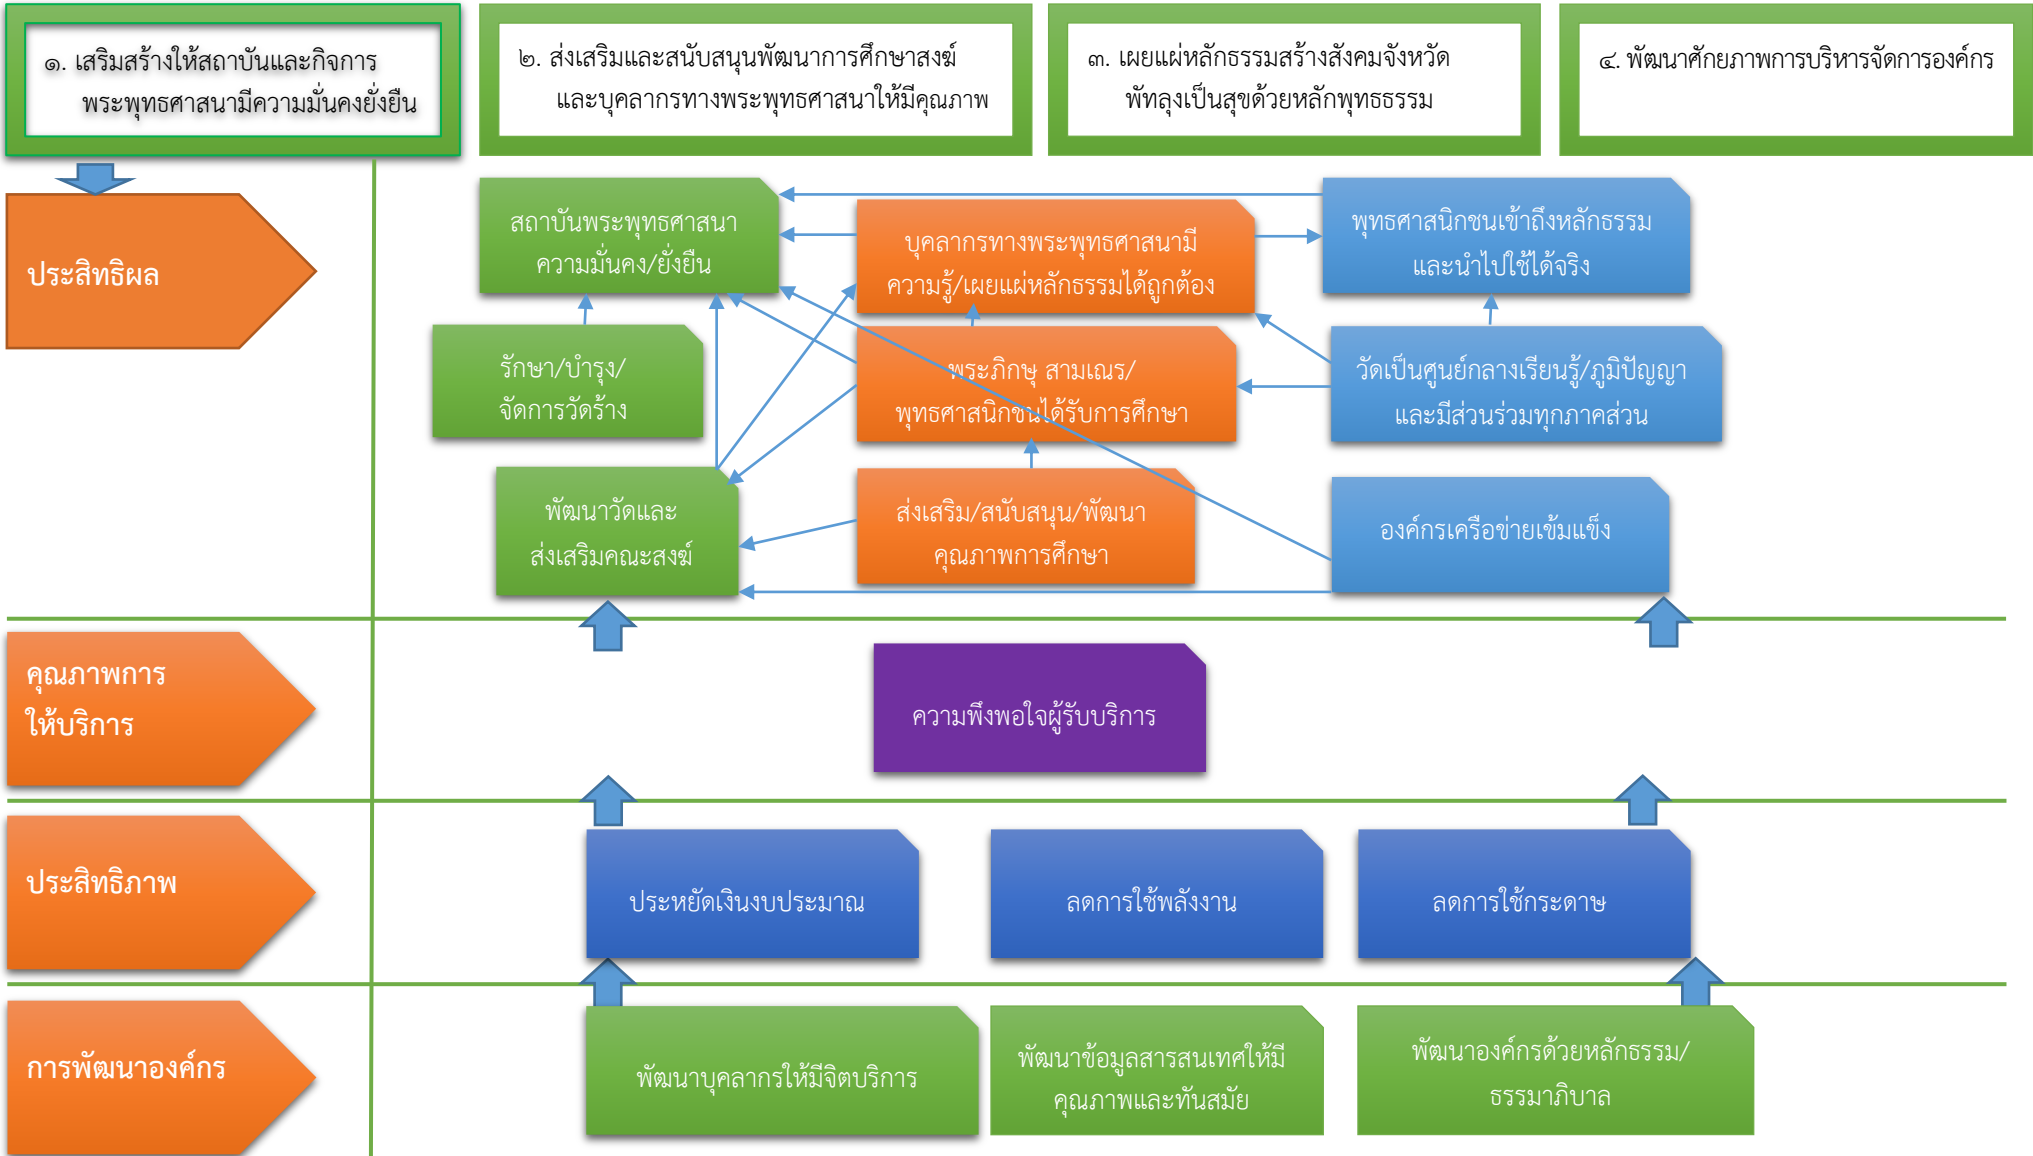 ๑. เสริมสร้างให้สถาบันและกิจการ
พระพุทธศาสนามีความมั่นคงยั่งยืน
๒. ส่งเสริมและสนับสนุนพัฒนาการศึกษาสงฆ์
และบุคลากรทางพระพุทธศาสนาให้มีคุณภาพ
๓. เผยแผ่หลักธรรมสร้างสังคมจังหวัด
พัทลุงเป็นสุขด้วยหลักพุทธธรรม
๔. พัฒนาศักยภาพการบริหารจัดการองค์กร
ประสิทธิผล
สถาบันพระพุทธศาสนา
ความมั่นคง/ยั่งยืน
บุคลากรทางพระพุทธศาสนามี
ความรู้/เผยแผ่หลักธรรมได้ถูกต้อง
พุทธศาสนิกชนเข้าถึงหลักธรรม
และนำไปใช้ได้จริง
รักษา/บำรุง/
จัดการวัดร้าง
พระภิกษุ สามเณร/
พุทธศาสนิกชนได้รับการศึกษา
วัดเป็นศูนย์กลางเรียนรู้/ภูมิปัญญา
และมีส่วนร่วมทุกภาคส่วน
พัฒนาวัดและ
ส่งเสริมคณะสงฆ์
ส่งเสริม/สนับสนุน/พัฒนา
คุณภาพการศึกษา
องค์กรเครือข่ายเข้มแข็ง
คุณภาพการ
ให้บริการ
ความพึงพอใจผู้รับบริการ
ประสิทธิภาพ
ประหยัดเงินงบประมาณ
ลดการใช้พลังงาน
ลดการใช้กระดาษ
การพัฒนาองค์กร
พัฒนาบุคลากรให้มีจิตบริการ
พัฒนาข้อมูลสารสนเทศให้มี
คุณภาพและทันสมัย
พัฒนาองค์กรด้วยหลักธรรม/
ธรรมาภิบาล